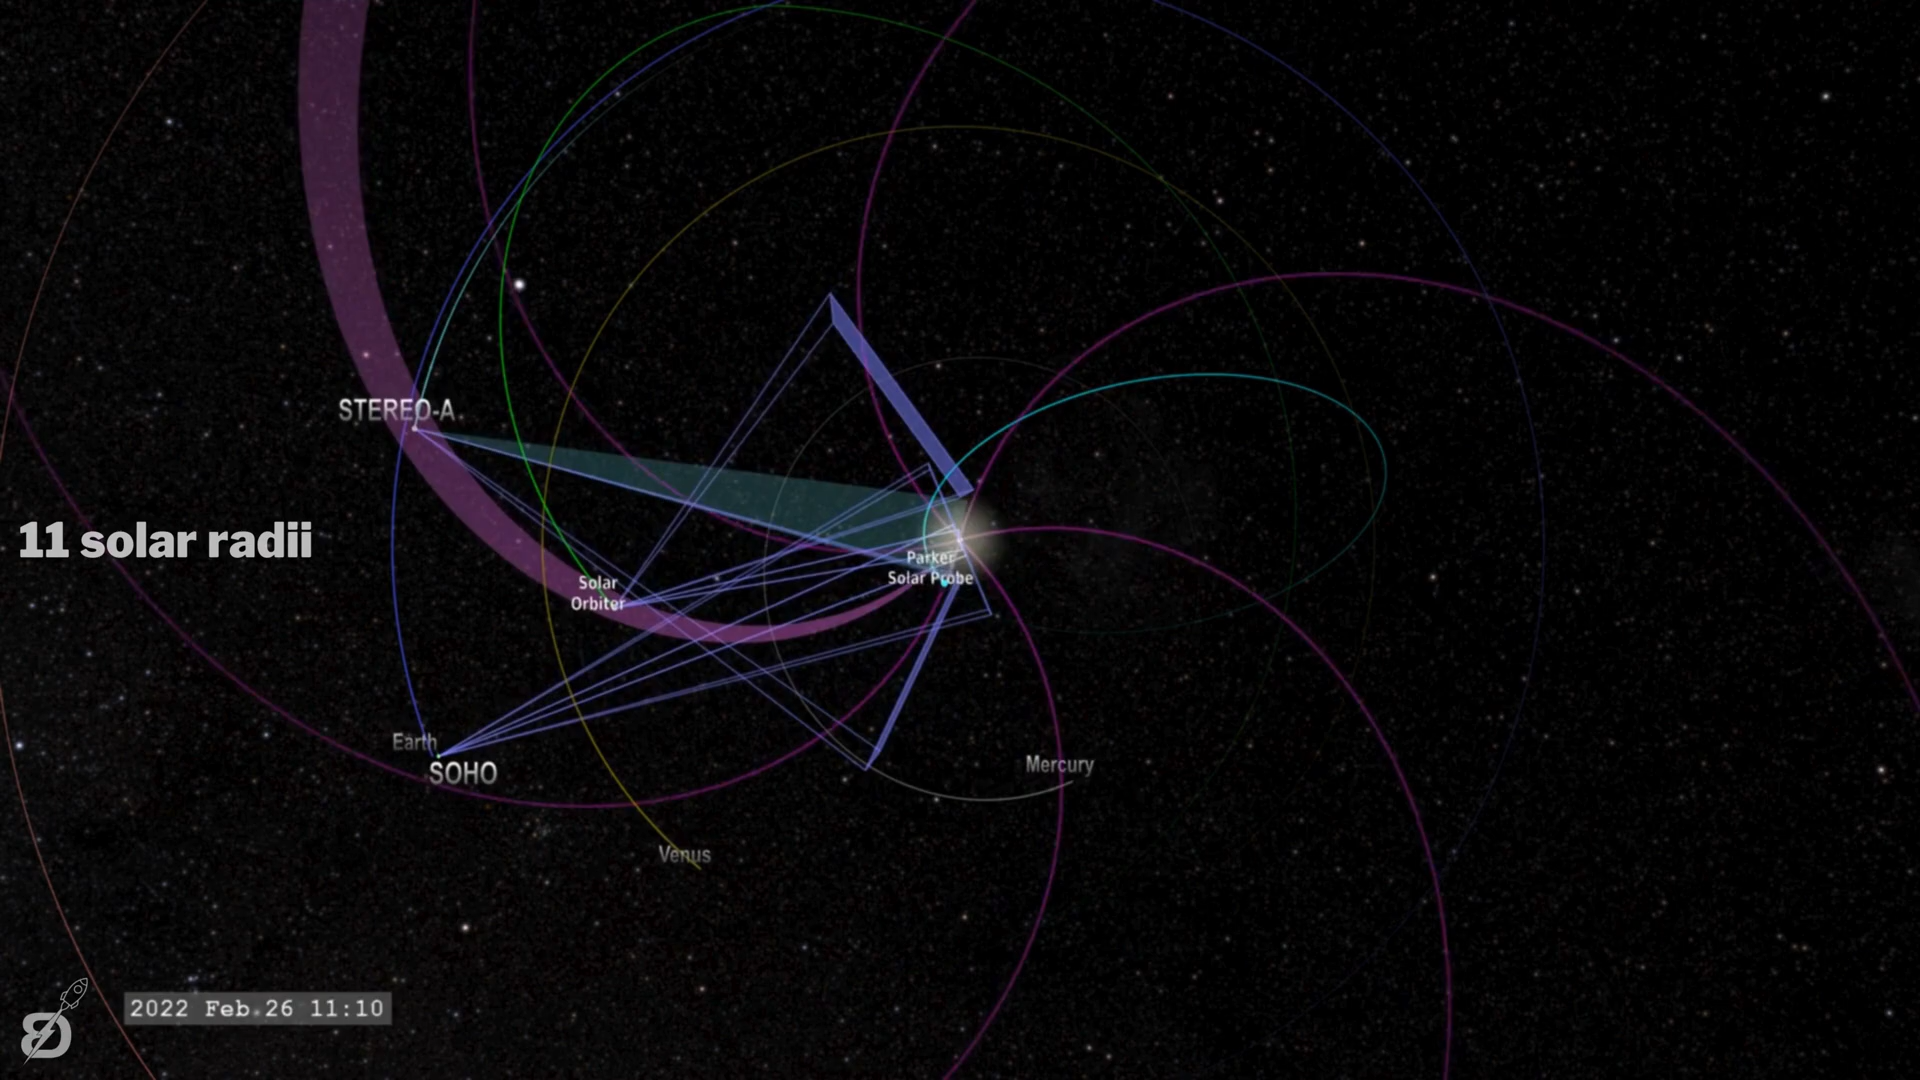 STEREO-A
11 solar radii
Parker
Solar Probe
Solar
Orbiter
Earth
SOHO
Mercury
Venus
2022 Feb 26 11:10